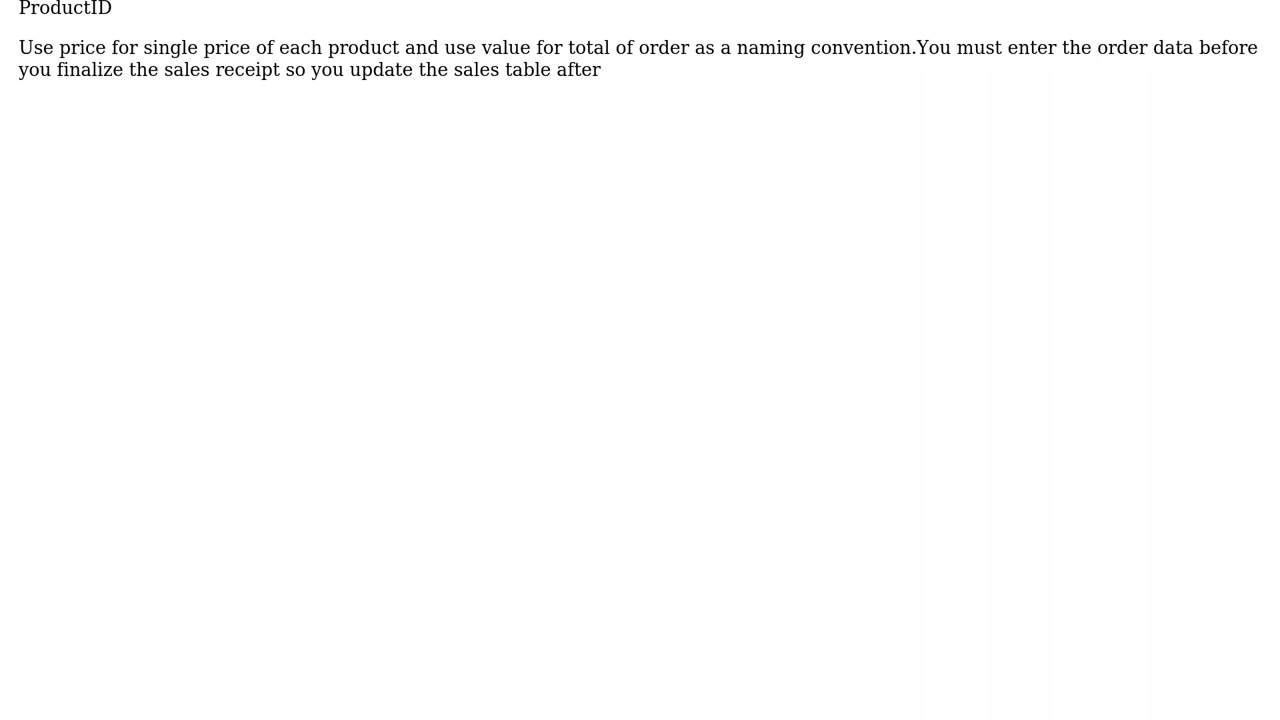 ProductID
Use price for single price of each product and use value for total of order as a naming convention.You must enter the order data before
you finalize the sales receipt so you update the sales table after